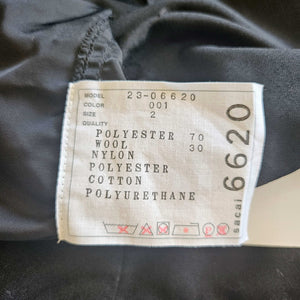 MODEL 23-06620
COLOR 001
SIZE 2
QUALITY
POLYESTER 70
WOOL 30
NYLON
POLYESTER
COTTON
POLYURETHANE
sacai 6620